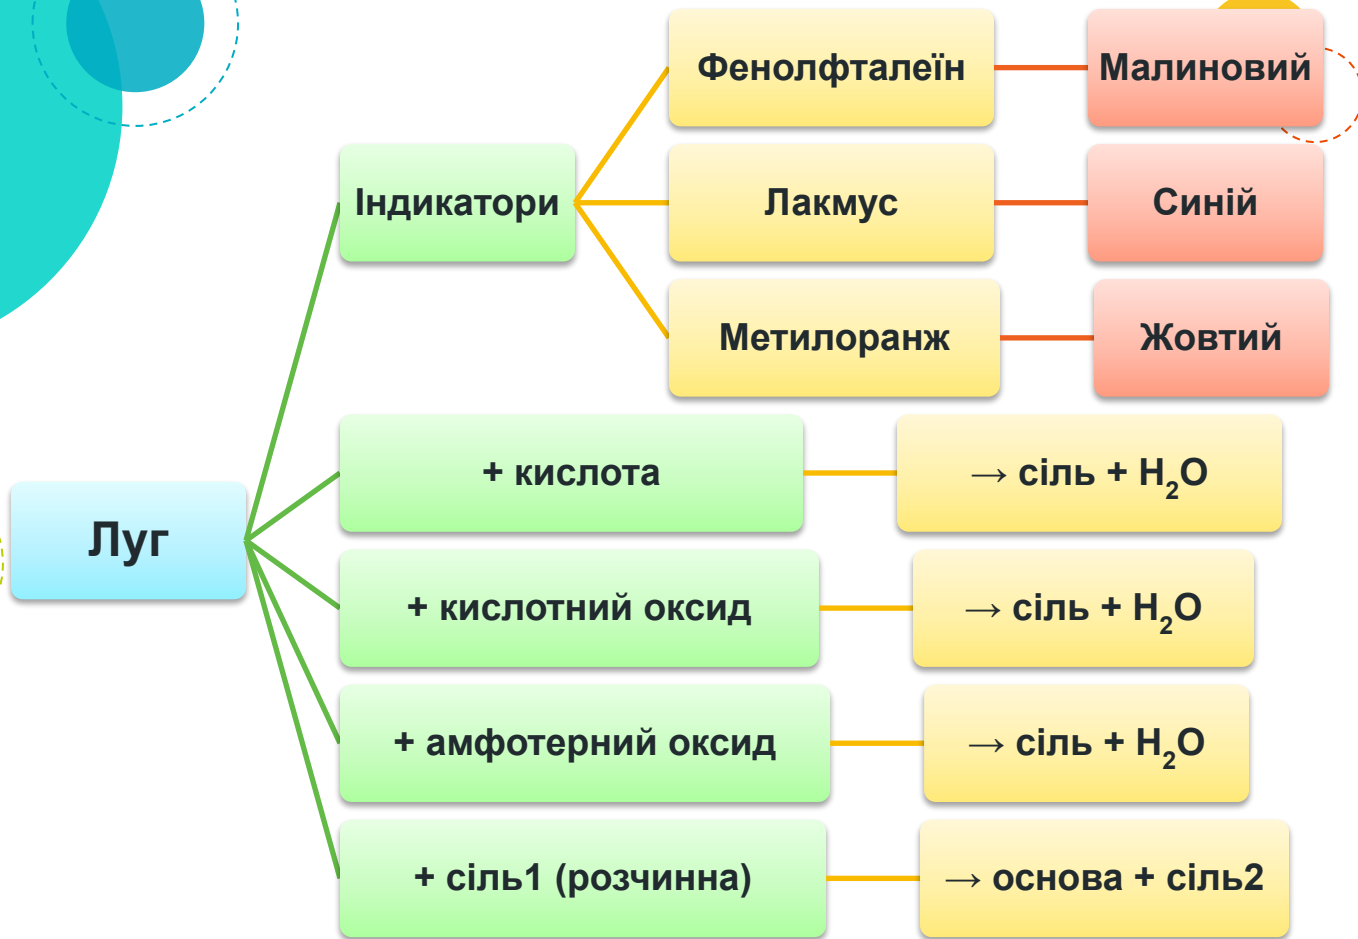 Фенолфталеїн
Малиновий
Індикатори
Лакмус
Синій
Метилоранж
Жовтий
+ кислота
→ сіль + H₂O
Луг
+ кислотний оксид
→ сіль + H₂O
+ амфотерний оксид
→ сіль + H₂O
+ сіль1 (розчинна)
→ основа + сіль2